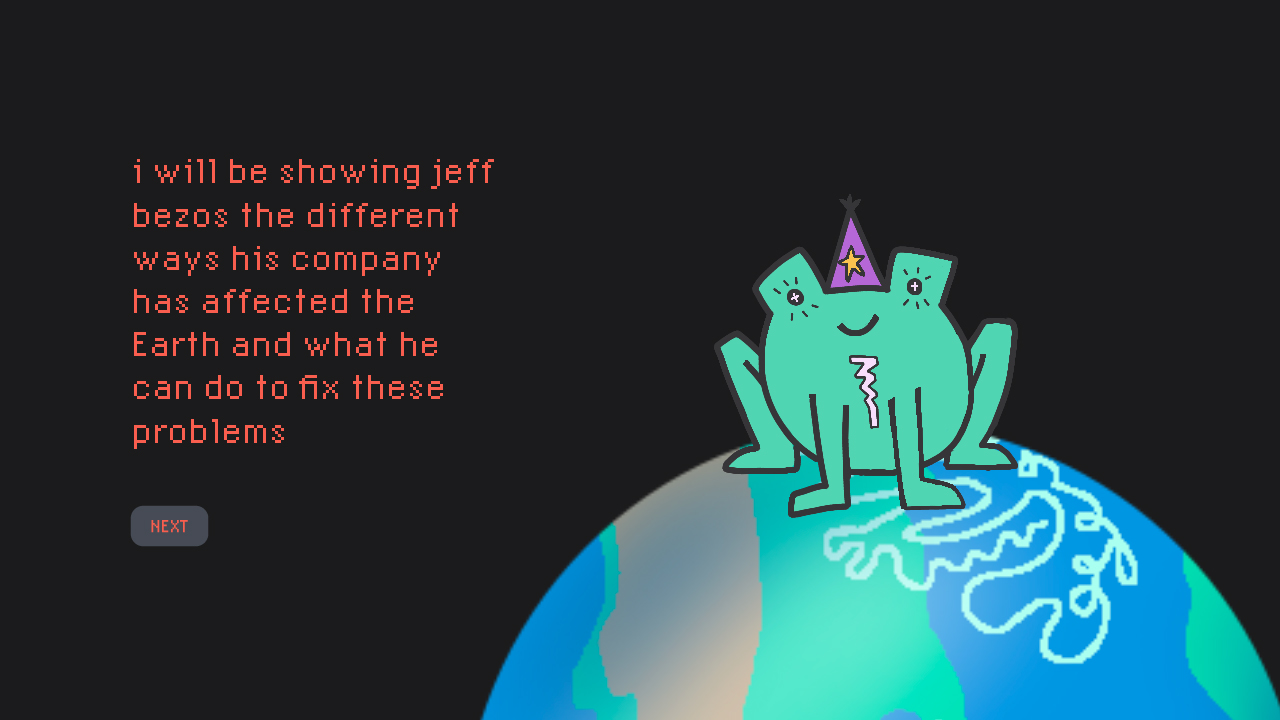 i will be showing jeff
bezos the different
ways his company
has affected the
Earth and what he
can do to fix these
problems
NEXT